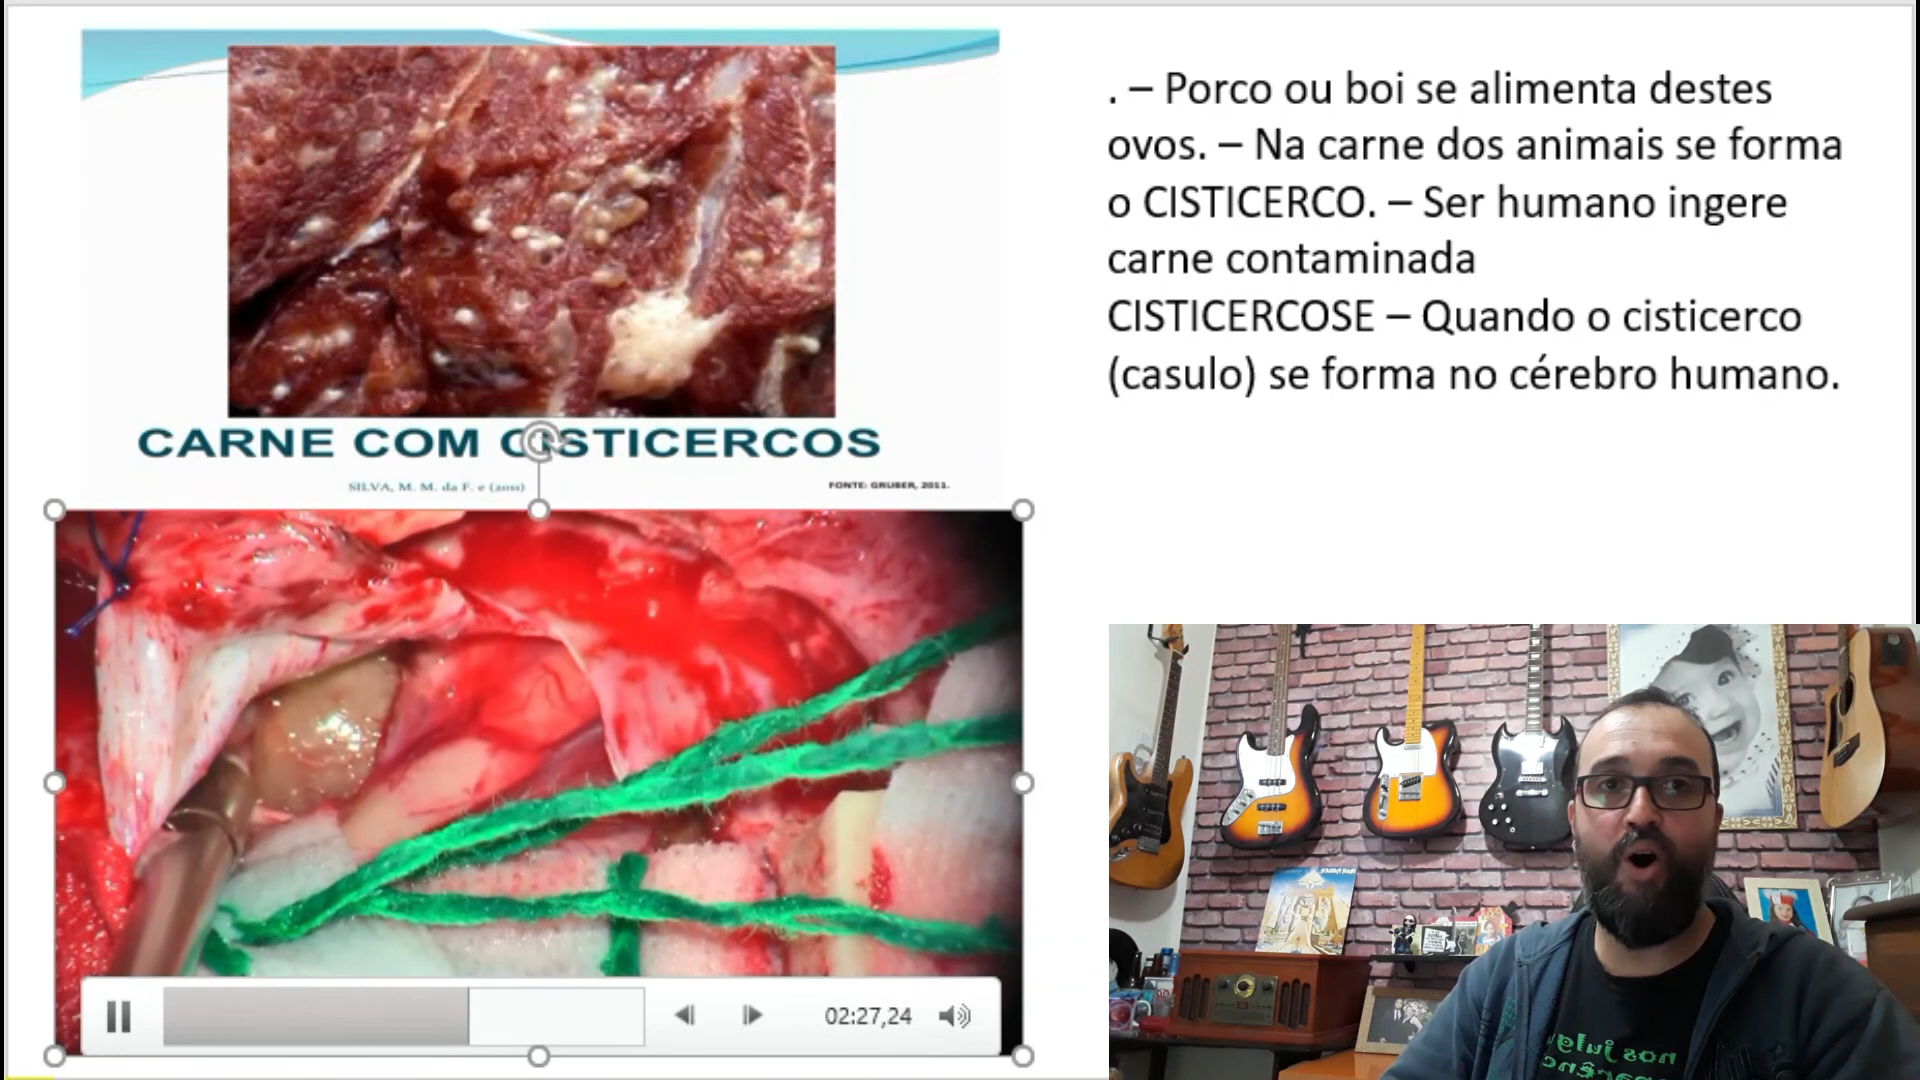 . – Porco ou boi se alimenta destes
ovos. – Na carne dos animais se forma
o CISTICERCO. – Ser humano ingere
carne contaminada
CISTICERCOSE – Quando o cisticerco
(casulo) se forma no cérebro humano.
CARNE COM CISTICERCOS
SILVA, M. M. da F. e (2011)
FONTE: GRUBER, 2011.
02:27,24